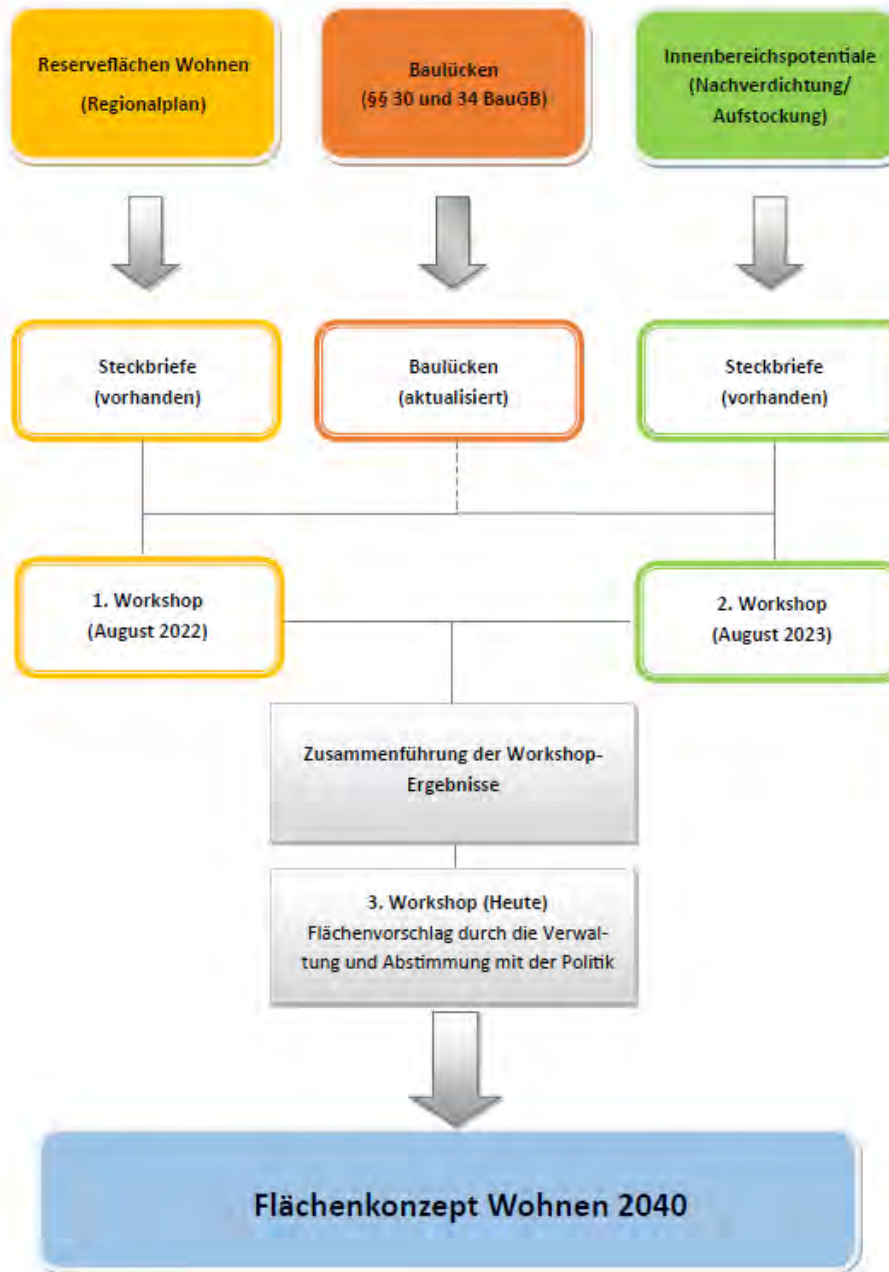 Reserveflächen Wohnen
(Regionalplan)
Baulücken
(§§ 30 und 34 BauGB)
Innenbereichspotentiale
(Nachverdichtung/
Aufstockung)
Steckbriefe
(vorhanden)
Baulücken
(aktualisiert)
Steckbriefe
(vorhanden)
1. Workshop
(August 2022)
2. Workshop
(August 2023)
Zusammenführung der Workshop-
Ergebnisse
3. Workshop (Heute)
Flächenvorschlag durch die Verwal-
tung und Abstimmung mit der Politik
Flächenkonzept Wohnen 2040